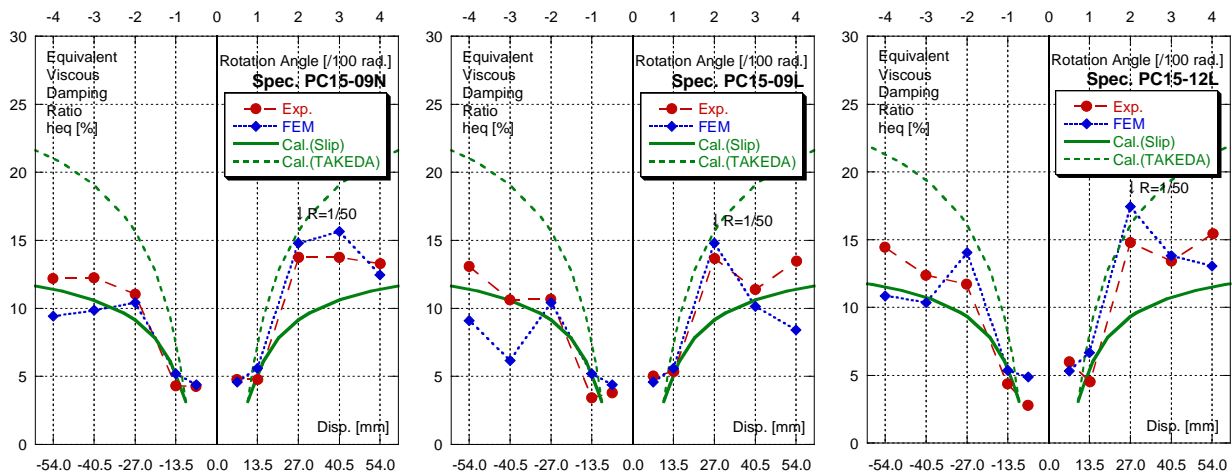 -4 -3 -2 -1 0 1 2 3 4
30
25
20
15
10
5
0
Equivalent
Viscous
Damping
Ratio
heq [%]
Rotation Angle [/100 rad.]
Spec. PC15-09N
Exp.
FEM
Cal.(Slip)
Cal.(TAKEDA)
↓ R=1/50
Disp. [mm]
-54.0 -40.5 -27.0 -13.5 0.0 13.5 27.0 40.5 54.0
-4 -3 -2 -1 0 1 2 3 4
30
25
20
15
10
5
0
Equivalent
Viscous
Damping
Ratio
heq [%]
Rotation Angle [/100 rad.]
Spec. PC15-09L
Exp.
FEM
Cal.(Slip)
Cal.(TAKEDA)
↓ R=1/50
Disp. [mm]
-54.0 -40.5 -27.0 -13.5 0.0 13.5 27.0 40.5 54.0
-4 -3 -2 -1 0 1 2 3 4
30
25
20
15
10
5
0
Equivalent
Viscous
Damping
Ratio
heq [%]
Rotation Angle [/100 rad.]
Spec. PC15-12L
Exp.
FEM
Cal.(Slip)
Cal.(TAKEDA)
↓ R=1/50
Disp. [mm]
-54.0 -40.5 -27.0 -13.5 0.0 13.5 27.0 40.5 54.0